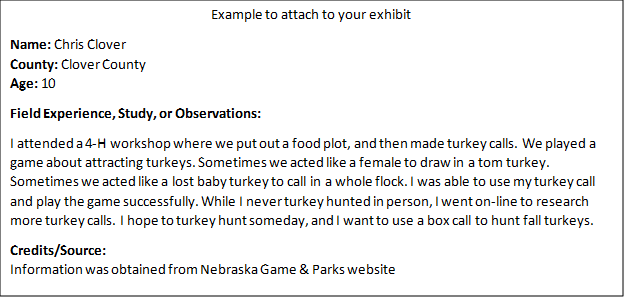 Example to attach to your exhibit
Name: Chris Clover
County: Clover County
Age: 10
Field Experience, Study, or Observations:
I attended a 4-H workshop where we put out a food plot, and then made turkey calls. We played a
game about attracting turkeys. Sometimes we acted like a female to draw in a tom turkey.
Sometimes we acted like a lost baby turkey to call in a whole flock. I was able to use my turkey call
and play the game successfully. While I never turkey hunted in person, I went on-line to research
more turkey calls. I hope to turkey hunt someday, and I want to use a box call to hunt fall turkeys.
Credits/Source:
Information was obtained from Nebraska Game & Parks website